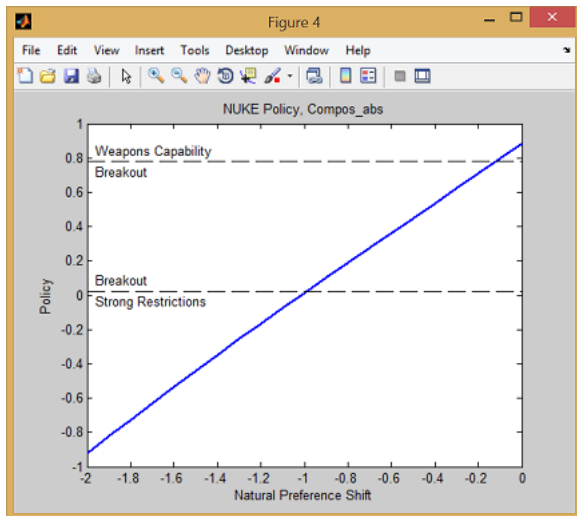 Figure 4
File Edit View Insert Tools Desktop Window Help
NUKE Policy, Compos_abs
1
Weapons Capability
0.8
Breakout
0.6
0.4
0.2
Breakout
0
Strong Restrictions
-0.2
-0.4
-0.6
-0.8
-1
Policy
-2 -1.8 -1.6 -1.4 -1.2 -1 -0.8 -0.6 -0.4 -0.2 0
Natural Preference Shift